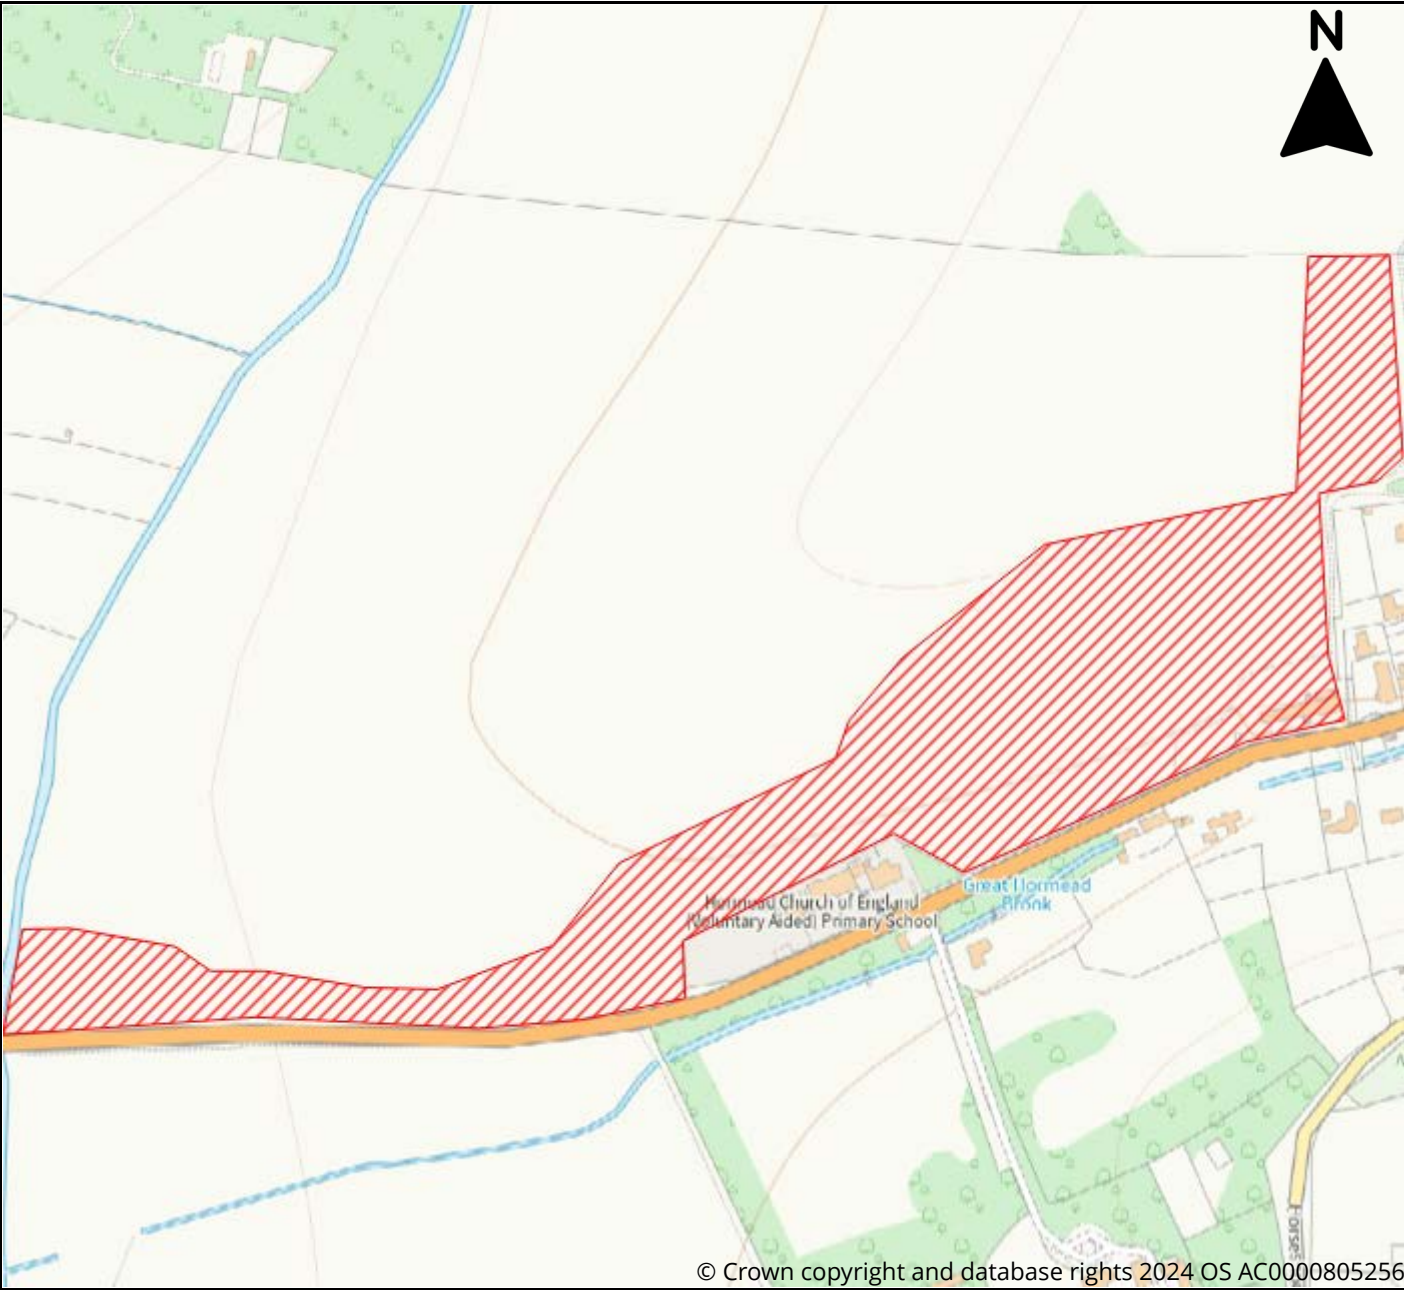 N
Hormead Church of England
(Voluntary Aided) Primary School
Great Hormead
Brook
Horses
© Crown copyright and database rights 2024 OS AC0000805256